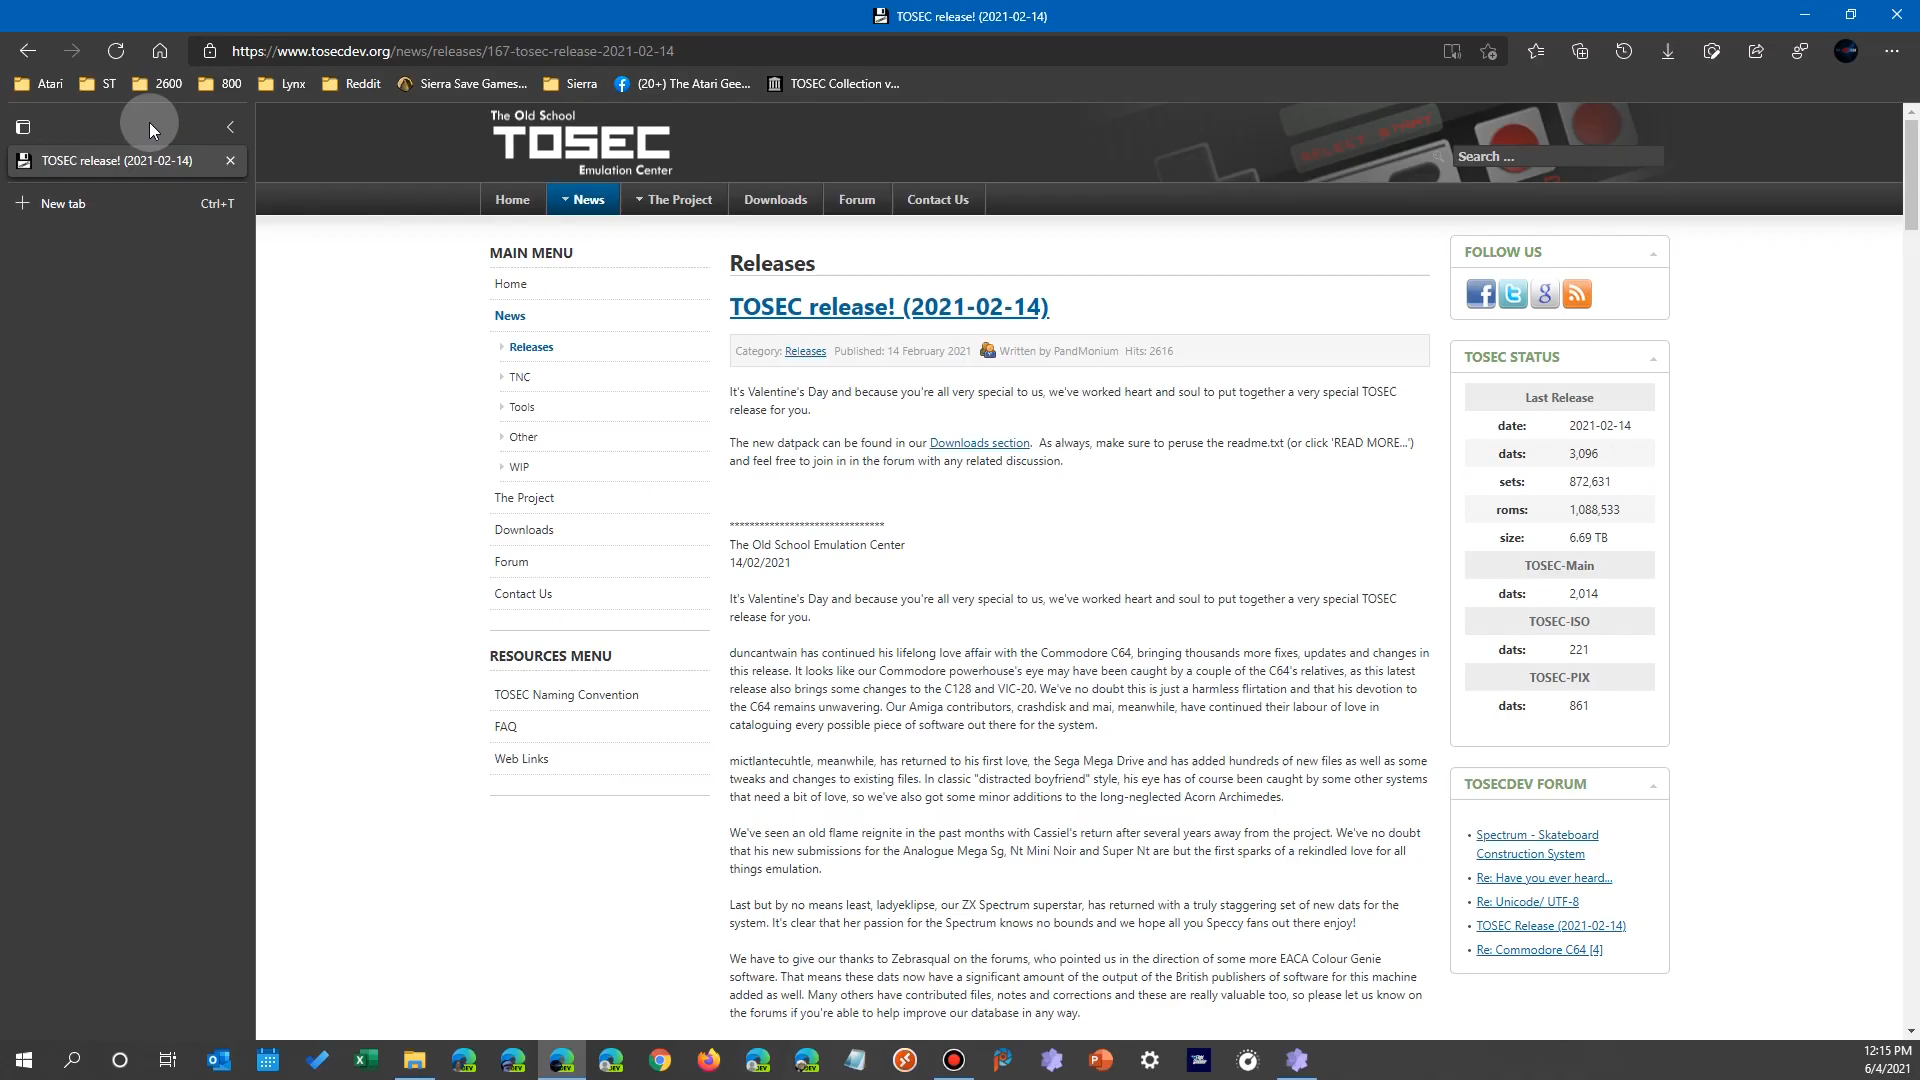 TOSEC release! (2021-02-14)
https://www.tosecdev.org/news/releases/167-tosec-release-2021-02-14
Atari ST 2600 800 Lynx Reddit Sierra Save Games... Sierra (20+) The Atari Gee... TOSEC Collection v...
TOSEC release! (2021-02-14)
New tab Ctrl+T
The Old School
TOSEC
Emulation Center
SELECT START
Search ...
Home News The Project Downloads Forum Contact Us
MAIN MENU
Home
News
Releases
TNC
Tools
Other
WIP
The Project
Downloads
Forum
Contact Us
RESOURCES MENU
TOSEC Naming Convention
FAQ
Web Links
Releases
TOSEC release! (2021-02-14)
Category: Releases Published: 14 February 2021 Written by PandMonium Hits: 2616
It's Valentine's Day and because you're all very special to us, we've worked heart and soul to put together a very special TOSEC
release for you.
The new datpack can be found in our Downloads section. As always, make sure to peruse the readme.txt (or click 'READ MORE...')
and feel free to join in in the forum with any related discussion.
*******************************
The Old School Emulation Center
14/02/2021
It's Valentine's Day and because you're all very special to us, we've worked heart and soul to put together a very special TOSEC
release for you.
duncantwain has continued his lifelong love affair with the Commodore C64, bringing thousands more fixes, updates and changes in
this release. It looks like our Commodore powerhouse's eye may have been caught by a couple of the C64's relatives, as this latest
release also brings some changes to the C128 and VIC-20. We've no doubt this is just a harmless flirtation and that his devotion to
the C64 remains unwavering. Our Amiga contributors, crashdisk and mai, meanwhile, have continued their labour of love in
cataloguing every possible piece of software out there for the system.
mictlantecuhtle, meanwhile, has returned to his first love, the Sega Mega Drive and has added hundreds of new files as well as some
tweaks and changes to existing files. In classic "distracted boyfriend" style, his eye has of course been caught by some other systems
that need a bit of love, so we've also got some minor additions to the long-neglected Acorn Archimedes.
We've seen an old flame reignite in the past months with Cassiel's return after several years away from the project. We've no doubt
that his new submissions for the Analogue Mega Sg, Nt Mini Noir and Super Nt are but the first sparks of a rekindled love for all
things emulation.
Last but by no means least, ladyeklipse, our ZX Spectrum superstar, has returned with a truly staggering set of new dats for the
system. It's clear that her passion for the Spectrum knows no bounds and we hope all you Speccy fans out there enjoy!
We have to give our thanks to Zebrasqual on the forums, who pointed us in the direction of some more EACA Colour Genie
software. That means these dats now have a significant amount of the output of the British publishers of software for this machine
added as well. Many others have contributed files, notes and corrections and these are really valuable too, so please let us know on
the forums if you're able to help improve our database in any way.
FOLLOW US
TOSEC STATUS
Last Release
date: 2021-02-14
dats: 3,096
sets: 872,631
roms: 1,088,533
size: 6.69 TB
TOSEC-Main
dats: 2,014
TOSEC-ISO
dats: 221
TOSEC-PIX
dats: 861
TOSECDEV FORUM
Spectrum - Skateboard
Construction System
Re: Have you ever heard...
Re: Unicode/ UTF-8
TOSEC Release (2021-02-14)
Re: Commodore C64 [4]
12:15 PM
6/4/2021